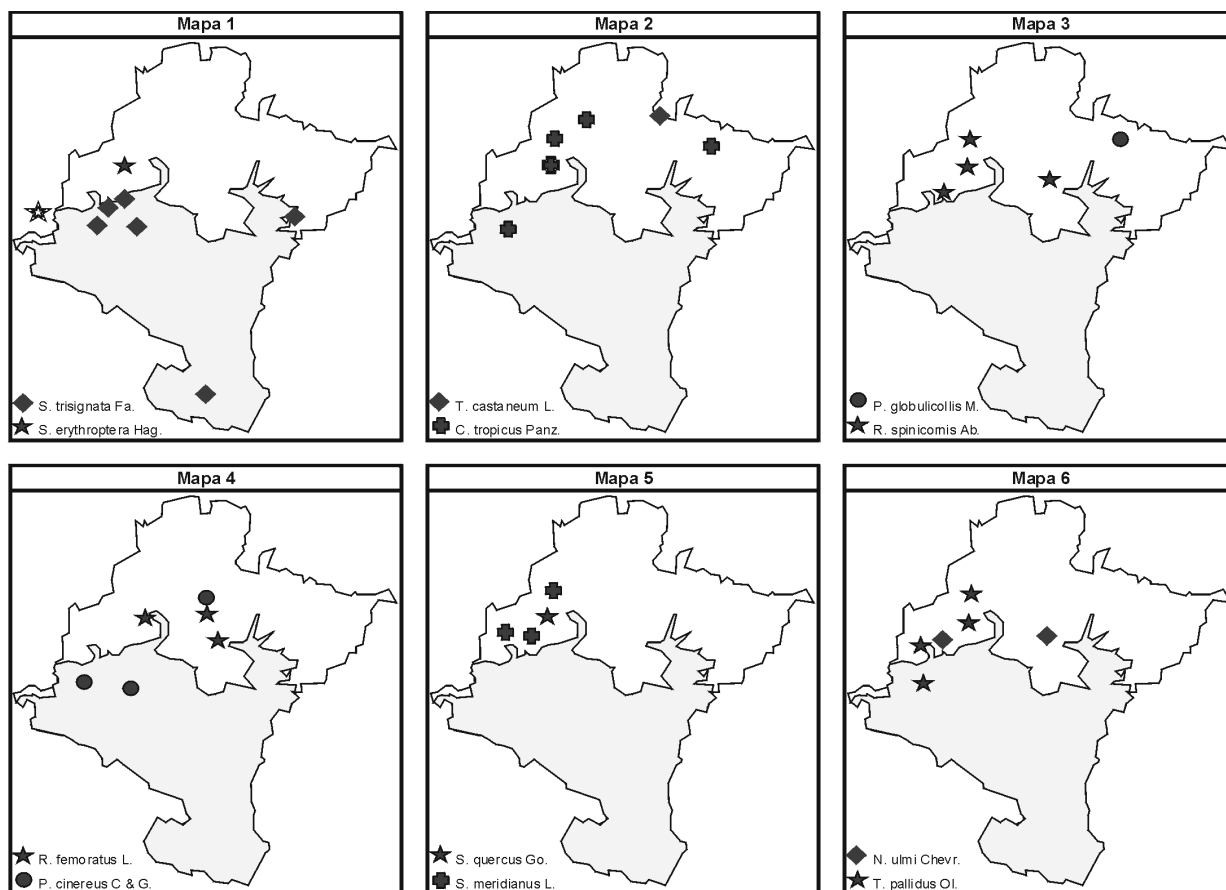 Mapa 1
S. trisignata Fa.
S. erythroptera Hag.
Mapa 2
T. castaneum L.
C. tropicus Panz.
Mapa 3
P. globulicollis M.
R. spinicornis Ab.
Mapa 4
R. femoratus L.
P. cinereus C & G.
Mapa 5
S. quercus Go.
S. meridianus L.
Mapa 6
N. ulmi Chevr.
T. pallidus Ol.